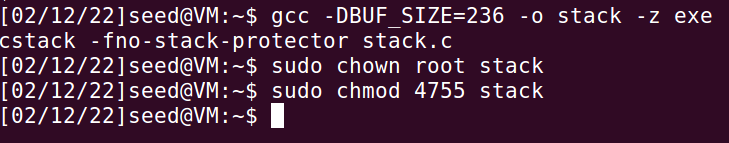 [02/12/22]seed@VM:~$ gcc -DBUF_SIZE=236 -o stack -z exe
cstack -fno-stack-protector stack.c
[02/12/22]seed@VM:~$ sudo chown root stack
[02/12/22]seed@VM:~$ sudo chmod 4755 stack
[02/12/22]seed@VM:~$